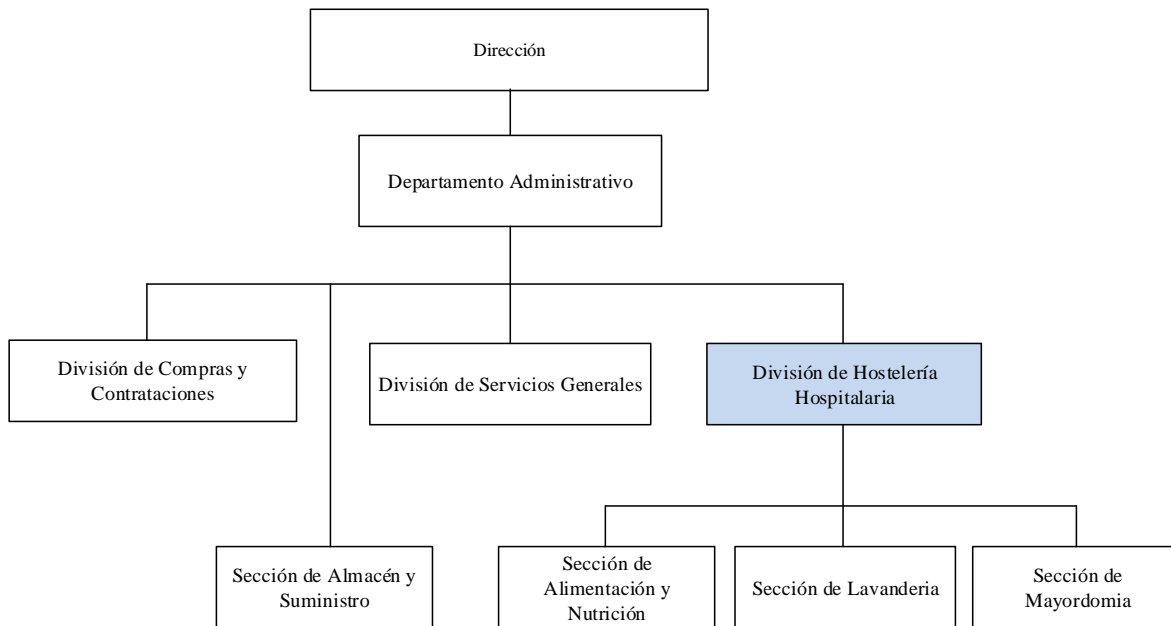 Dirección
Departamento Administrativo
División de Compras y
Contrataciones
División de Servicios Generales
División de Hostelería
Hospitalaria
Sección de Almacén y
Suministro
Sección de
Alimentación y
Nutrición
Sección de Lavanderia
Sección de
Mayordomia